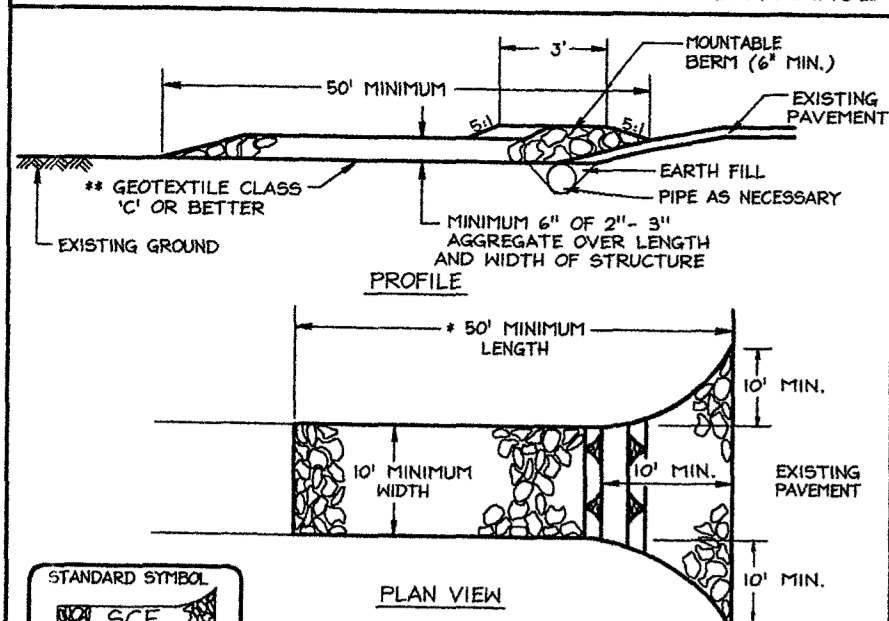 3'
MOUNTABLE
BERM (6" MIN.)
50' MINIMUM
EXISTING
PAVEMENT
5:1
5:1
** GEOTEXTILE CLASS
'C' OR BETTER
EARTH FILL
PIPE AS NECESSARY
EXISTING GROUND
MINIMUM 6" OF 2"- 3"
AGGREGATE OVER LENGTH
AND WIDTH OF STRUCTURE
PROFILE
* 50' MINIMUM
LENGTH
10' MIN.
10' MINIMUM
WIDTH
10' MIN.
EXISTING
PAVEMENT
10' MIN.
STANDARD SYMBOL
SCE
PLAN VIEW